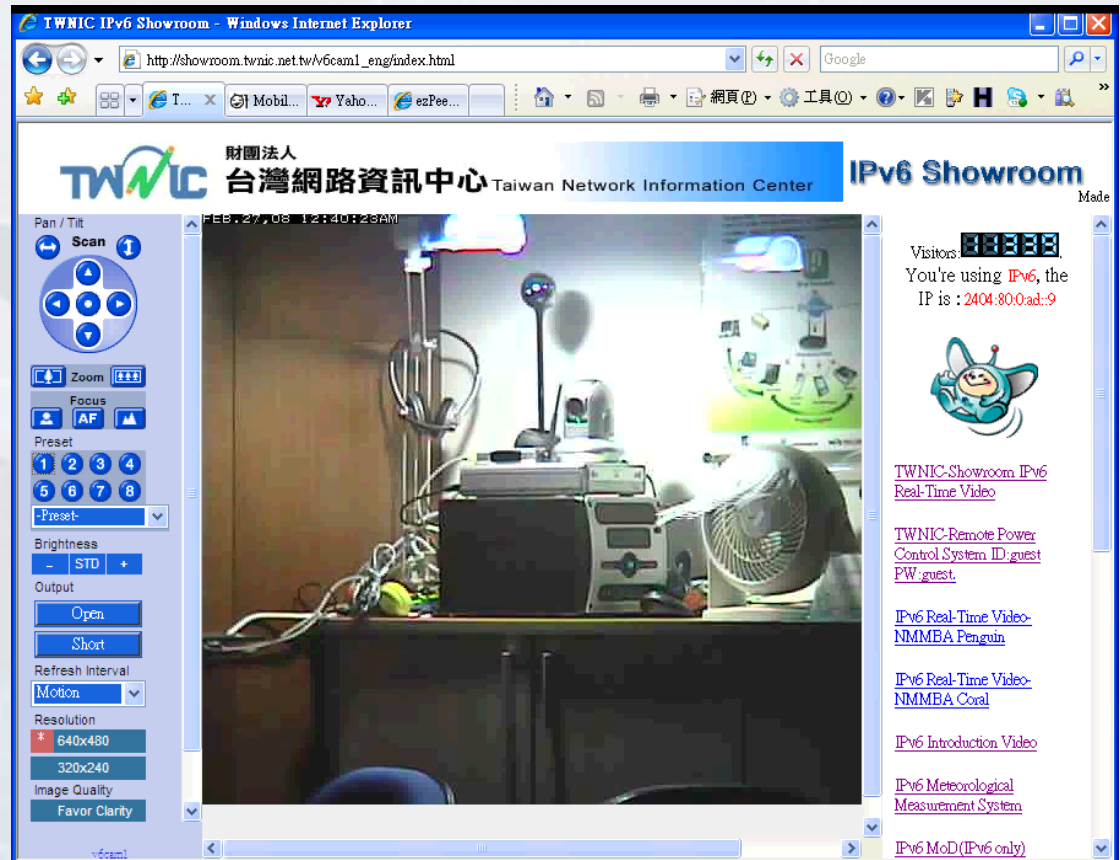 TWNIC IPv6 Showroom - Windows Internet Explorer
http://showroom.twnic.net.tw/v6cam1_eng/index.html
Google
T...
Mobil...
Yaho...
ezPee...
網頁(P)
工具(O)
TWNIC
財團法人
台灣網路資訊中心 Taiwan Network Information Center
IPv6 Showroom
Made
Pan / Tilt
Scan
Zoom
Focus
AF
Preset
1 2 3 4
5 6 7 8
-Preset-
Brightness
- STD +
Output
Open
Short
Refresh Interval
Motion
Resolution
* 640x480
320x240
Image Quality
Favor Clarity
v6cam1
FEB.27,08 12:40:23AM
Visitors:
You're using IPv6, the
IP is : 2404:80:0:ad::9
TWNIC-Showroom IPv6
Real-Time Video
TWNIC-Remote Power
Control System ID:guest
PW:guest.
IPv6 Real-Time Video-
NMMBA Penguin
IPv6 Real-Time Video-
NMMBA Coral
IPv6 Introduction Video
IPv6 Meteorological
Measurement System
IPv6 MoD(IPv6 only)